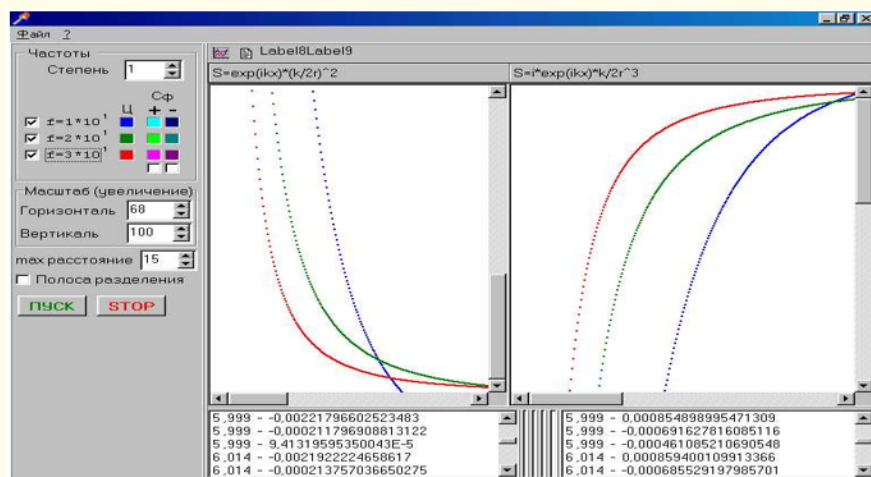 Файл ?
Частоты
Степень 1
Сф
Ц + -
f=1*10^1
f=2*10^1
f=3*10^1
Масштаб (увеличение)
Горизонталь 68
Вертикаль 100
max расстояние 15
Полоса разделения
ПУСК STOP
Label8Label9
S=exp(ikx)*(k/2r)^2
5,999 - -0,00221796602523483
5,999 - -0,000211796908813122
5,999 - 9,41319595350043E-5
6,014 - -0,0021922224658617
6,014 - -0,000213757036650275
S=i*exp(ikx)*k/2r^3
5,999 - 0,000854898995471309
5,999 - -0,000691627816085116
5,999 - -0,000461085210690548
6,014 - 0,000859400109913366
6,014 - -0,000685529197985701